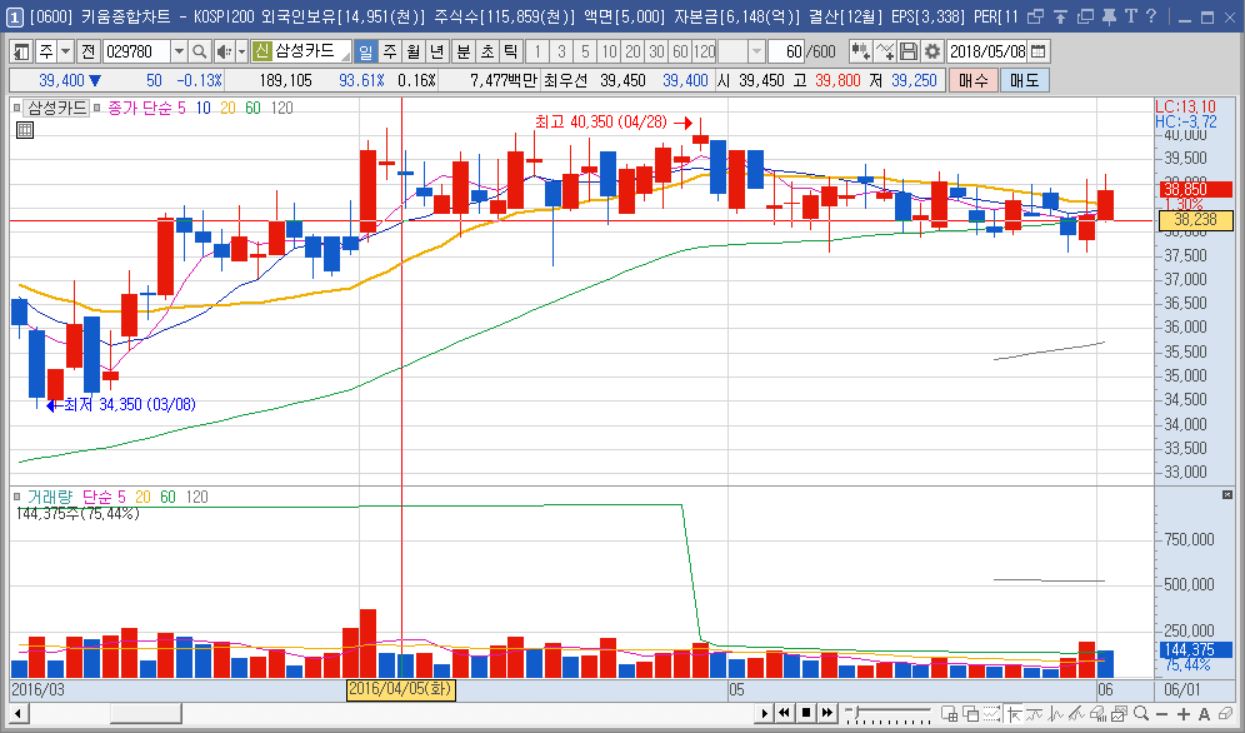 1 [0600] 키움종합차트 - KOSPI200 외국인보유[14,951(천)] 주식수[115,859(천)] 액면[5,000] 자본금[6,148(억)] 결산[12월] EPS[3,338] PER[11
주 전 029780 신 삼성카드 일 주 월 년 분 초 틱 1 3 5 10 20 30 60 120 60 /600 2018/05/08
39,400 ▼ 50 -0.13% 189,105 93.61% 0.16% 7,477백만 최우선 39,450 39,400 시 39,450 고 39,800 저 39,250 매수 매도
삼성카드 종가 단순 5 10 20 60 120
LC:13.10
HC:-3.72
최고 40,350 (04/28)
40,000
39,500
38,850
1.30%
38,238
37,500
37,000
36,500
36,000
35,500
35,000
최저 34,350 (03/08)
34,500
34,000
33,500
33,000
거래량 단순 5 20 60 120
144,375주(75.44%)
750,000
500,000
250,000
144,375
75.44%
2016/03 2016/04/05(화) 05 06 06/01